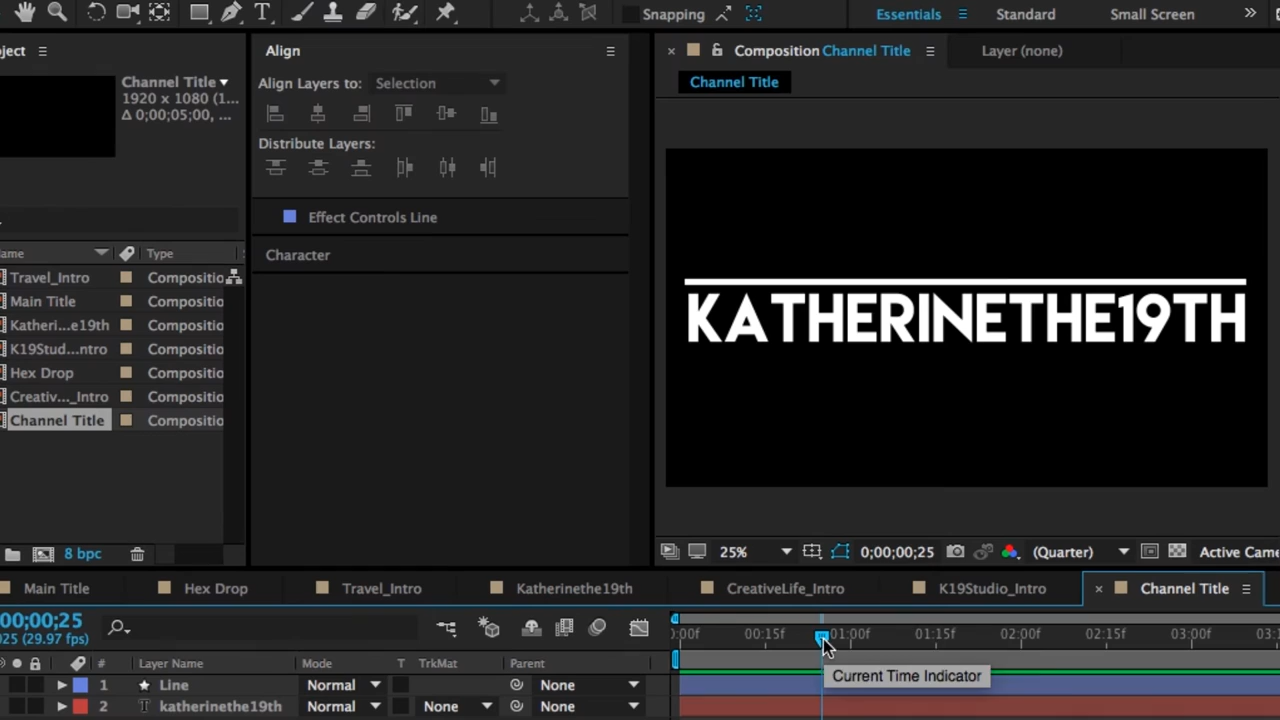 Snapping
Essentials
Standard
Small Screen
oject
Channel Title
1920 x 1080 (1...
Δ 0;00;05;00, ...
Align
Align Layers to:
Selection
Distribute Layers:
Effect Controls Line
Character
Composition Channel Title
Layer (none)
Channel Title
KATHERINETHE19TH
ame
Type
Travel_Intro
Compositio
Main Title
Compositio
Katheri...e19th
Compositio
K19Stud...ntro
Compositio
Hex Drop
Compositio
Creativ..._Intro
Compositio
Channel Title
Compositio
8 bpc
25%
0;00;00;25
(Quarter)
Active Came
Main Title
Hex Drop
Travel_Intro
Katherinethe19th
CreativeLife_Intro
K19Studio_Intro
Channel Title
00;00;25
025 (29.97 fps)
:00f
00:15f
01:00f
01:15f
02:00f
02:15f
03:00f
03:1
#
Layer Name
Mode
T
TrkMat
Parent
1
Line
Normal
None
2
T
katherinethe19th
Normal
None
None
Current Time Indicator